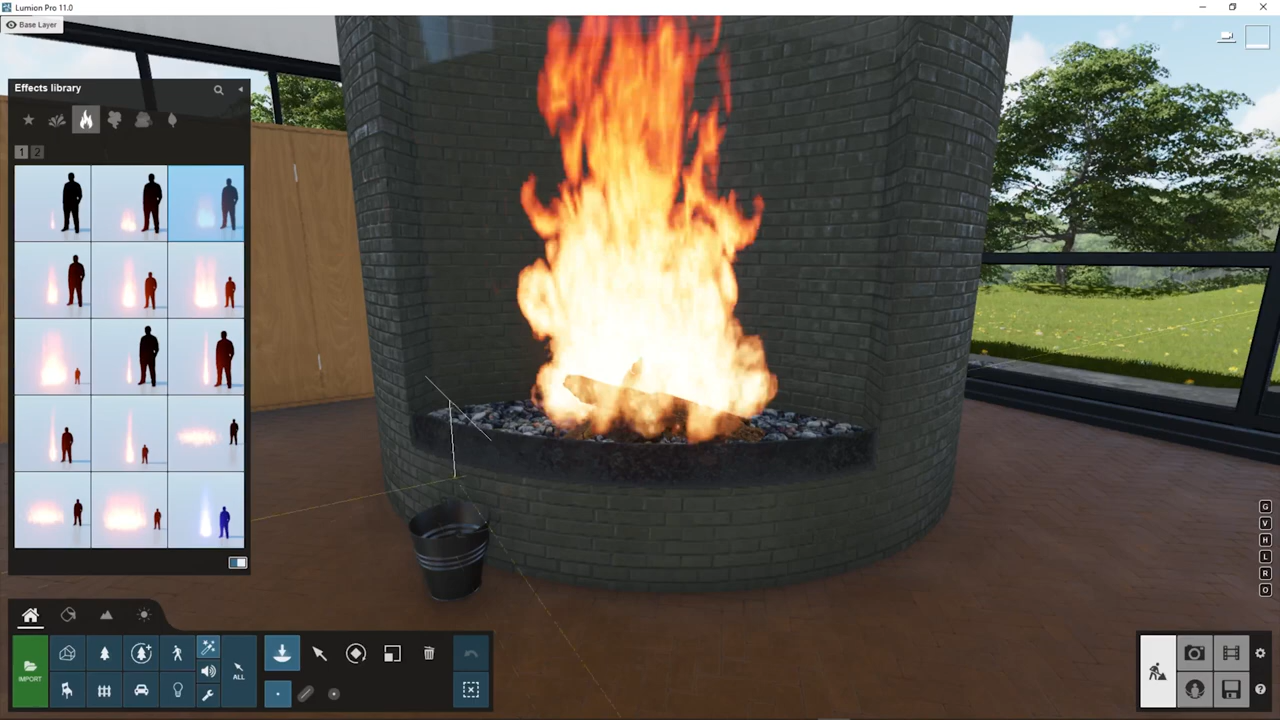 Lumion Pro 11.0
Base Layer
Effects library
1 2
G
V
H
L
R
O
IMPORT
ALL
?